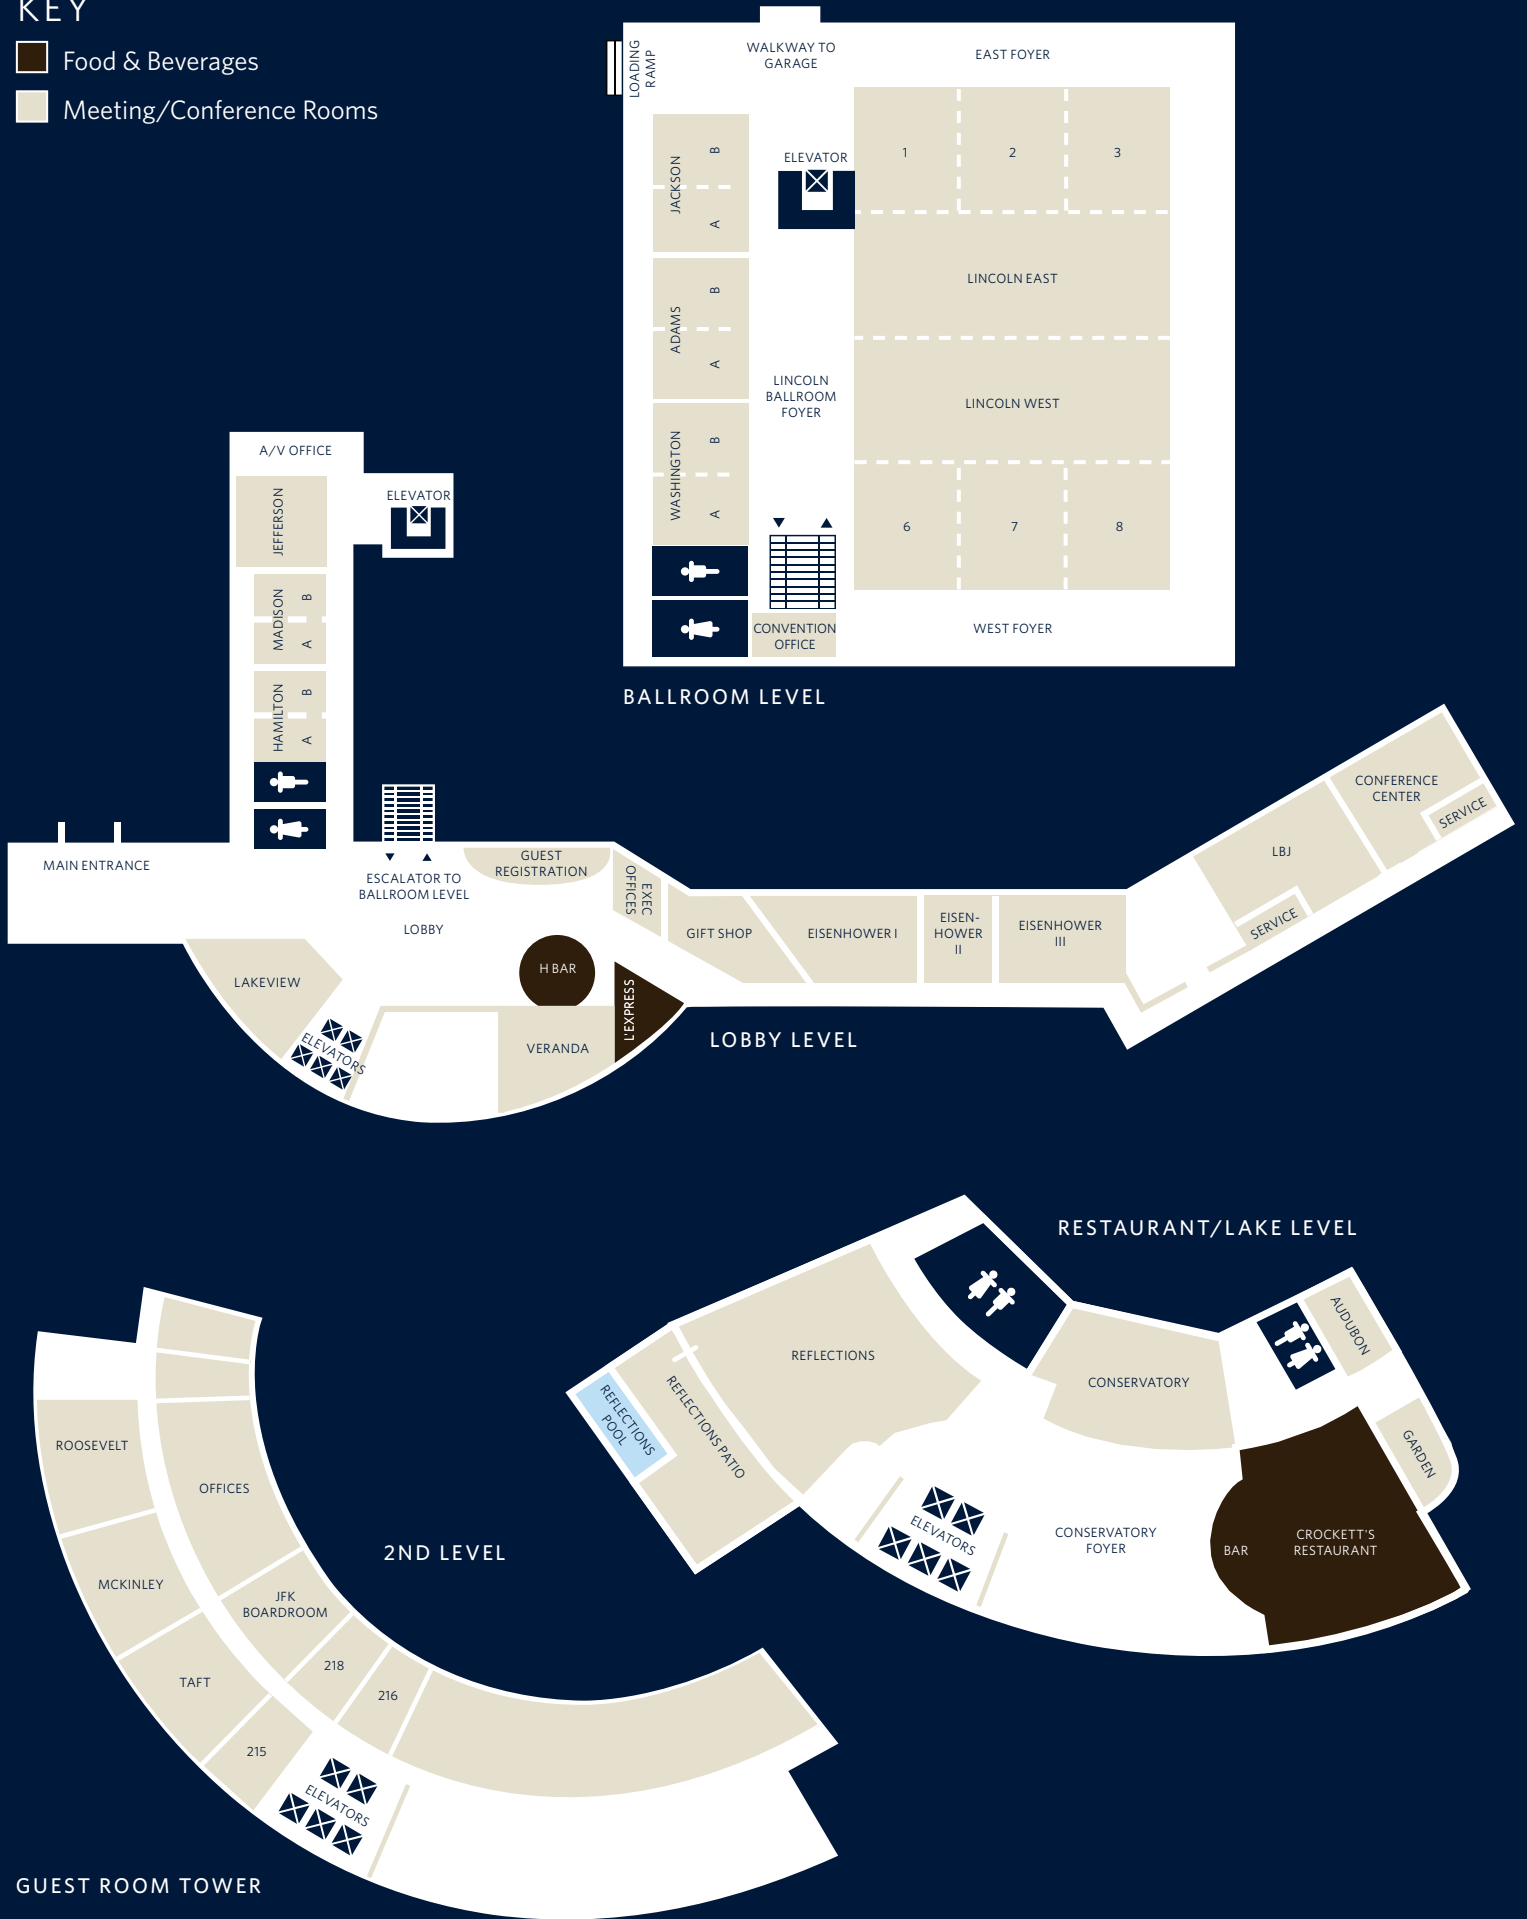 KEY
Food & Beverages
Meeting/Conference Rooms
LOADING
RAMP
WALKWAY TO
GARAGE
EAST FOYER
JACKSON
B
A
ELEVATOR
1
2
3
LINCOLN EAST
ADAMS
B
A
LINCOLN
BALLROOM
FOYER
LINCOLN WEST
WASHINGTON
B
A
6
7
8
CONVENTION
OFFICE
WEST FOYER
BALLROOM LEVEL
A/V OFFICE
JEFFERSON
ELEVATOR
MADISON
B
A
HAMILTON
B
A
MAIN ENTRANCE
ESCALATOR TO
BALLROOM LEVEL
LOBBY
GUEST
REGISTRATION
EXEC
OFFICES
GIFT SHOP
EISENHOWER I
EISEN-
HOWER
II
EISENHOWER
III
LBJ
SERVICE
CONFERENCE
CENTER
SERVICE
LAKEVIEW
ELEVATORS
H BAR
L'EXPRESS
VERANDA
LOBBY LEVEL
RESTAURANT/LAKE LEVEL
REFLECTIONS
REFLECTIONS
POOL
REFLECTIONS PATIO
CONSERVATORY
AUDUBON
GARDEN
ELEVATORS
CONSERVATORY
FOYER
BAR
CROCKETT'S
RESTAURANT
2ND LEVEL
ROOSEVELT
OFFICES
MCKINLEY
JFK
BOARDROOM
TAFT
218
216
215
ELEVATORS
GUEST ROOM TOWER